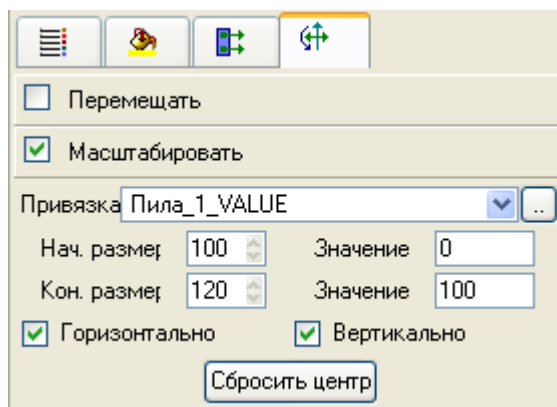 Перемещать
Масштабировать
Привязка Пила_1_VALUE ..
Нач. размер 100 Значение 0
Кон. размер 120 Значение 100
Горизонтально Вертикально
Сбросить центр